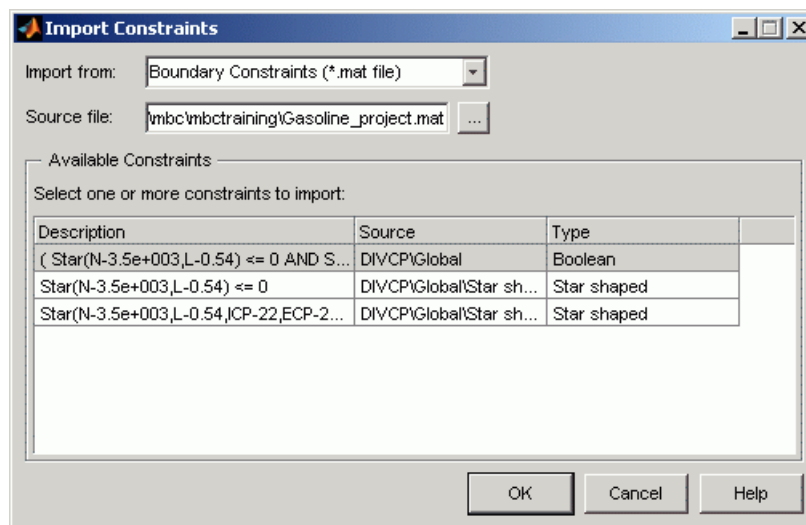 Import Constraints
Import from: Boundary Constraints (*.mat file)
Source file: \mbc\mbctraining\Gasoline_project.mat ...
Available Constraints
Select one or more constraints to import:
Description Source Type
( Star(N-3.5e+003,L-0.54) <= 0 AND S... DIVCP\Global Boolean
Star(N-3.5e+003,L-0.54) <= 0 DIVCP\Global\Star sh... Star shaped
Star(N-3.5e+003,L-0.54,ICP-22,ECP-2... DIVCP\Global\Star sh... Star shaped
OK Cancel Help